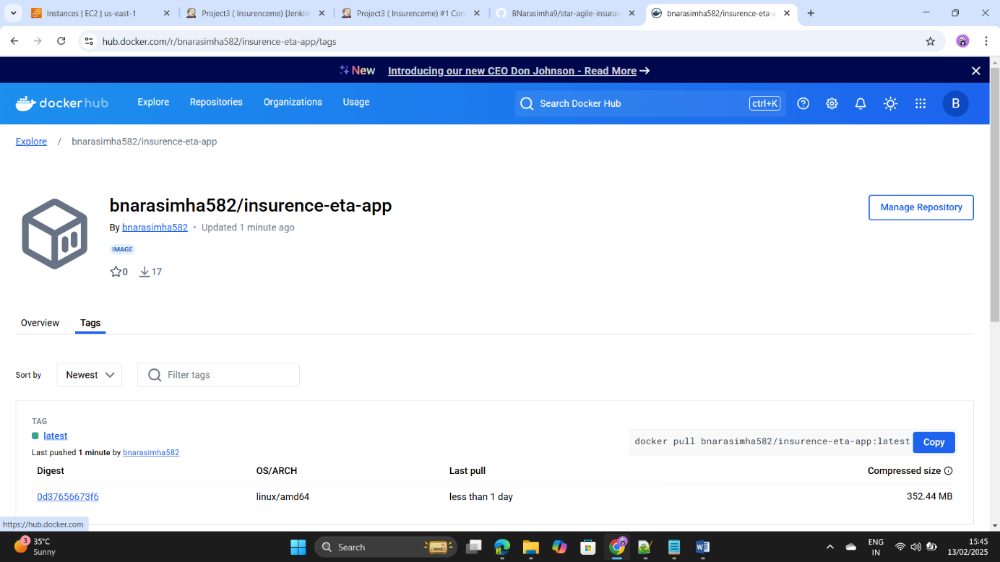 Instances | EC2 | us-east-1
Project3 ( Insurenceme) [Jenkin
Project3 ( Insurenceme) #1 Con
BNarasimha9/star-agile-insuran
bnarasimha582/insurence-eta-a
hub.docker.com/r/bnarasimha582/insurence-eta-app/tags
New Introducing our new CEO Don Johnson - Read More →
dockerhub Explore Repositories Organizations Usage Search Docker Hub ctrl+K B
Explore / bnarasimha582/insurence-eta-app
bnarasimha582/insurence-eta-app
Manage Repository
By bnarasimha582 • Updated 1 minute ago
IMAGE
0 17
Overview Tags
Sort by Newest Filter tags
TAG
latest
docker pull bnarasimha582/insurence-eta-app:latest Copy
Last pushed 1 minute by bnarasimha582
Digest OS/ARCH Last pull Compressed size
0d37656673f6 linux/amd64 less than 1 day 352.44 MB
https://hub.docker.com
3 35°C
Sunny
Search
ENG
IN
15:45
13/02/2025